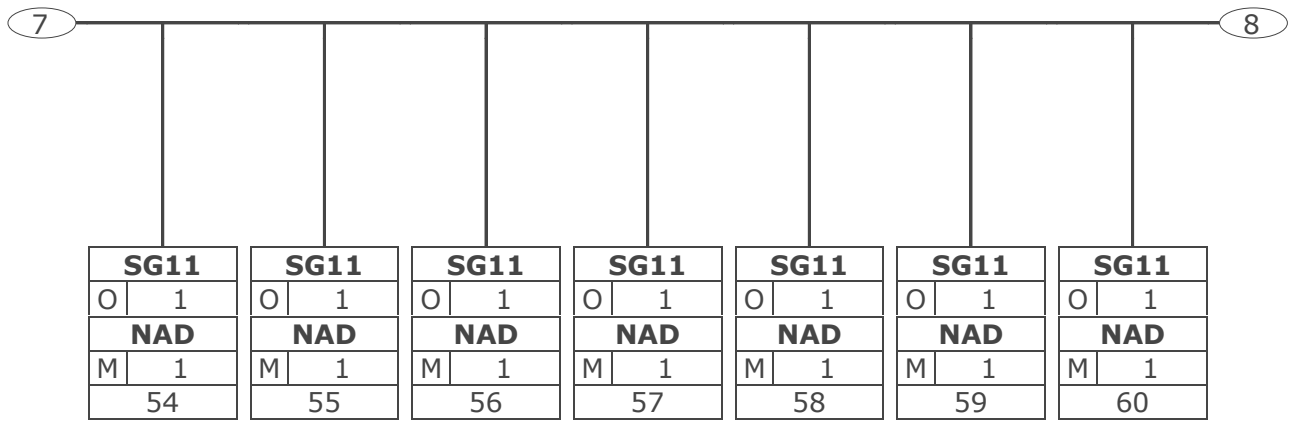 7 8
SG11 SG11 SG11 SG11 SG11 SG11 SG11
O 1 O 1 O 1 O 1 O 1 O 1 O 1
NAD NAD NAD NAD NAD NAD NAD
M 1 M 1 M 1 M 1 M 1 M 1 M 1
54 55 56 57 58 59 60